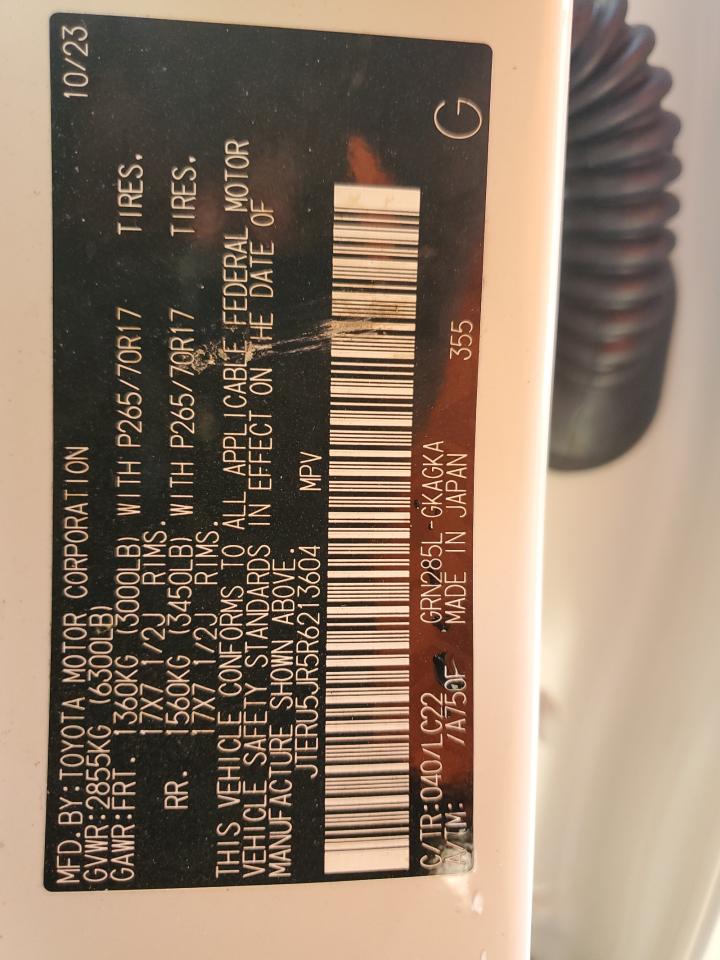 MFD.BY:TOYOTA MOTOR CORPORATION 10/23
GVWR:2855KG (6300LB)
GAWR:FRT. 1360KG (3000LB) WITH P265/70R17 TIRES.
17X7 1/2J RIMS.
RR. 1560KG (3450LB) WITH P265/70R17 TIRES.
17X7 1/2J RIMS.
THIS VEHICLE CONFORMS TO ALL APPLICABLE FEDERAL MOTOR
VEHICLE SAFETY STANDARDS IN EFFECT ON THE DATE OF
MANUFACTURE SHOWN ABOVE.
JTERU5JR5R6213604 MPV
C/TR:040/LC22 GRN285L-GKAGKA
A/TM: /A750F MADE IN JAPAN 355
G